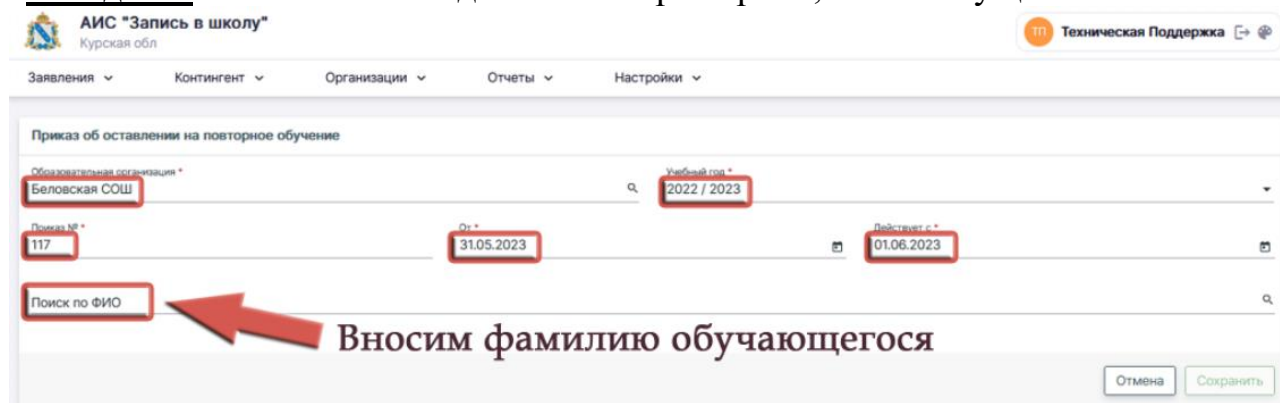 АИС "Запись в школу"
Курская обл
ТП Техническая Поддержка
Заявления Контингент Организации Отчеты Настройки
Приказ об оставлении на повторное обучение
Образовательная организация * Учебный год *
Беловская СОШ 2022 / 2023
Приказ № * От * Действует с *
117 31.05.2023 01.06.2023
Поиск по ФИО
Вносим фамилию обучающегося
Отмена Сохранить